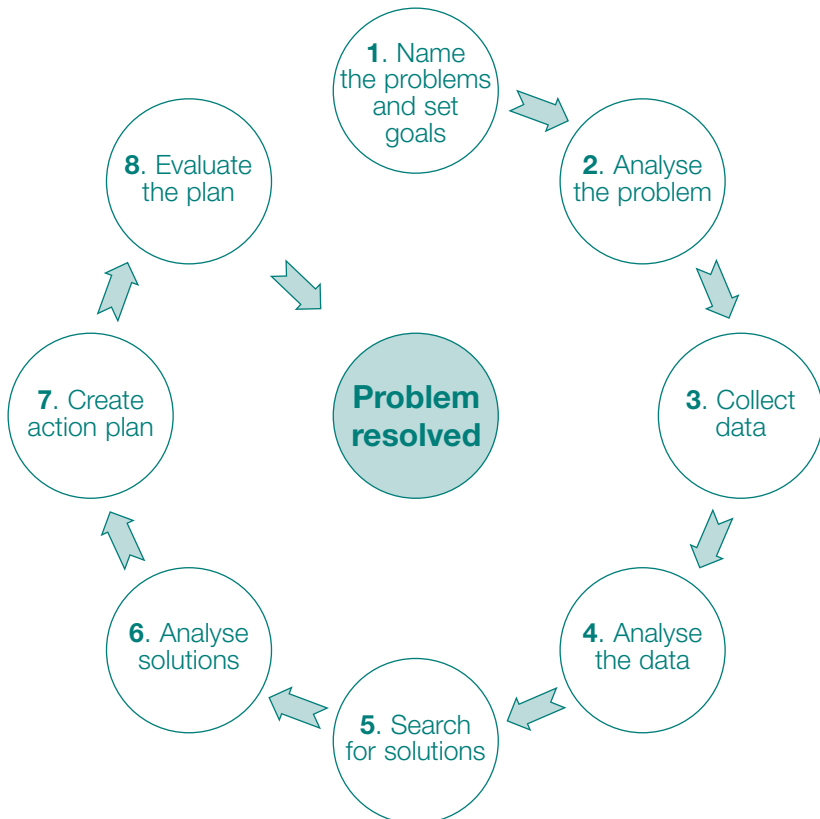 1. Name
the problems
and set
goals
2. Analyse
the problem
3. Collect
data
4. Analyse
the data
5. Search
for solutions
6. Analyse
solutions
7. Create
action plan
8. Evaluate
the plan
Problem
resolved